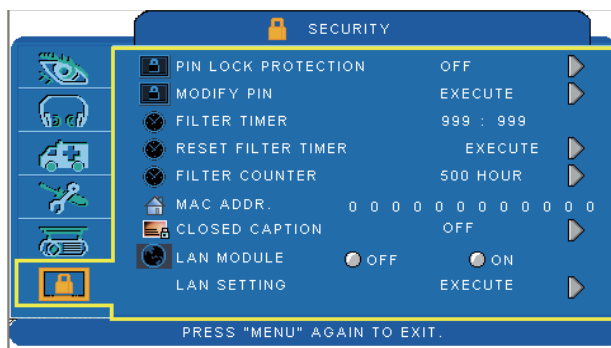 SECURITY
PIN LOCK PROTECTION OFF
MODIFY PIN EXECUTE
FILTER TIMER 999 : 999
RESET FILTER TIMER EXECUTE
FILTER COUNTER 500 HOUR
MAC ADDR. 0 0 0 0 0 0 0 0 0 0 0 0
CLOSED CAPTION OFF
LAN MODULE OFF ON
LAN SETTING EXECUTE
PRESS "MENU" AGAIN TO EXIT.